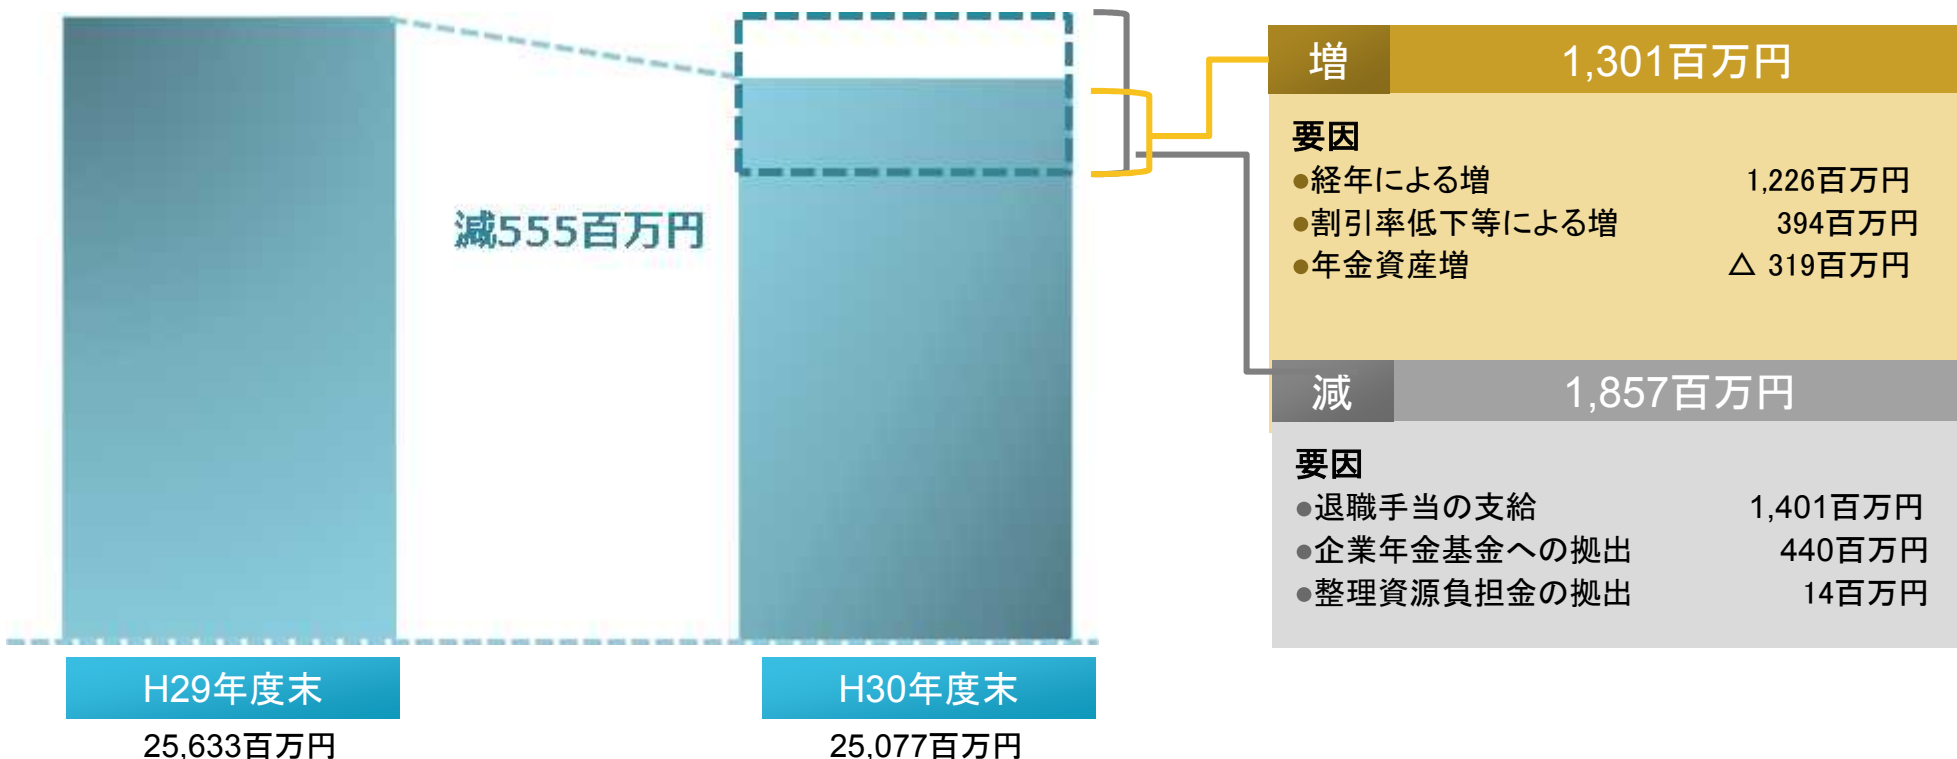 減555百万円
H29年度末
25,633百万円
H30年度末
25,077百万円
増 1,301百万円
要因
●経年による増 1,226百万円
●割引率低下等による増 394百万円
●年金資産増 △ 319百万円
減 1,857百万円
要因
●退職手当の支給 1,401百万円
●企業年金基金への拠出 440百万円
●整理資源負担金の拠出 14百万円